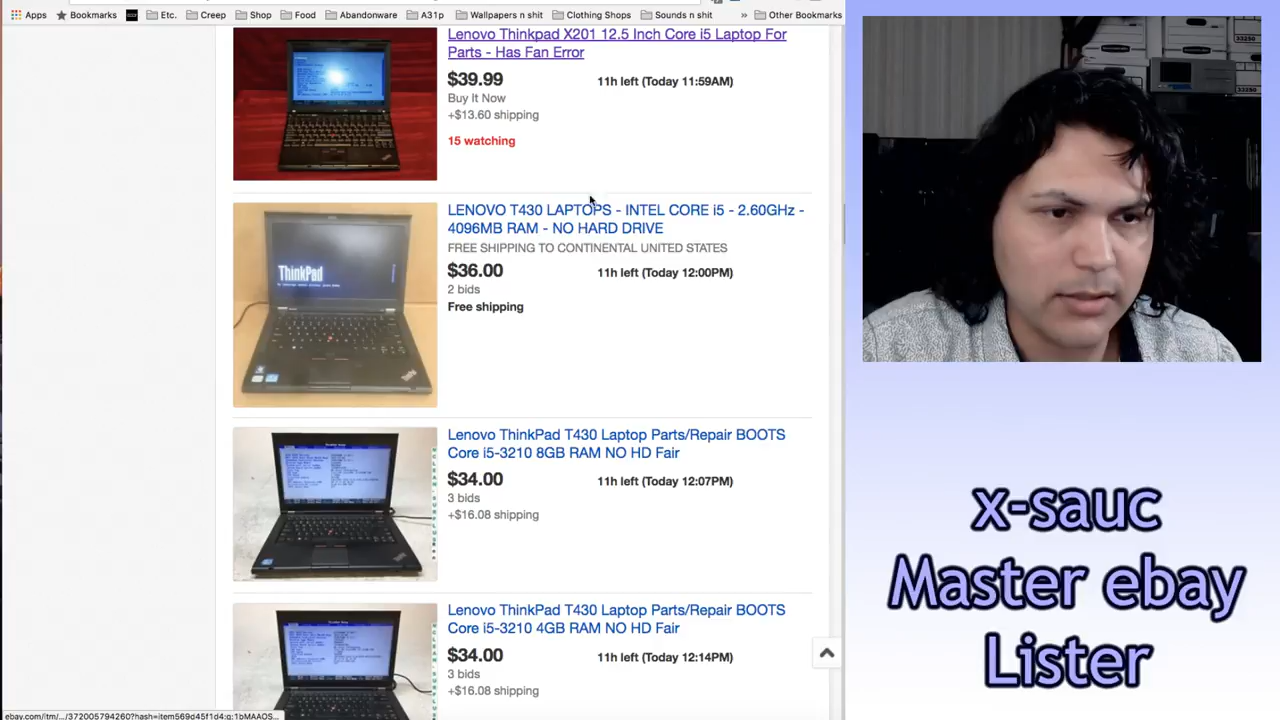 Apps
Bookmarks
Etc.
Creep
Shop
Food
Abandonware
A31p
Wallpapers n shit
Clothing Shops
Sounds n shit
»
Other Bookmarks
Lenovo Thinkpad X201 12.5 Inch Core i5 Laptop For
Parts - Has Fan Error
$39.99
11h left (Today 11:59AM)
Buy It Now
+$13.60 shipping
15 watching
LENOVO T430 LAPTOPS - INTEL CORE i5 - 2.60GHz -
4096MB RAM - NO HARD DRIVE
FREE SHIPPING TO CONTINENTAL UNITED STATES
$36.00
11h left (Today 12:00PM)
2 bids
Free shipping
ThinkPad
Lenovo ThinkPad T430 Laptop Parts/Repair BOOTS
Core i5-3210 8GB RAM NO HD Fair
$34.00
11h left (Today 12:07PM)
3 bids
+$16.08 shipping
Lenovo ThinkPad T430 Laptop Parts/Repair BOOTS
Core i5-3210 4GB RAM NO HD Fair
$34.00
11h left (Today 12:14PM)
3 bids
+$16.08 shipping
x-sauc
Master ebay
Lister